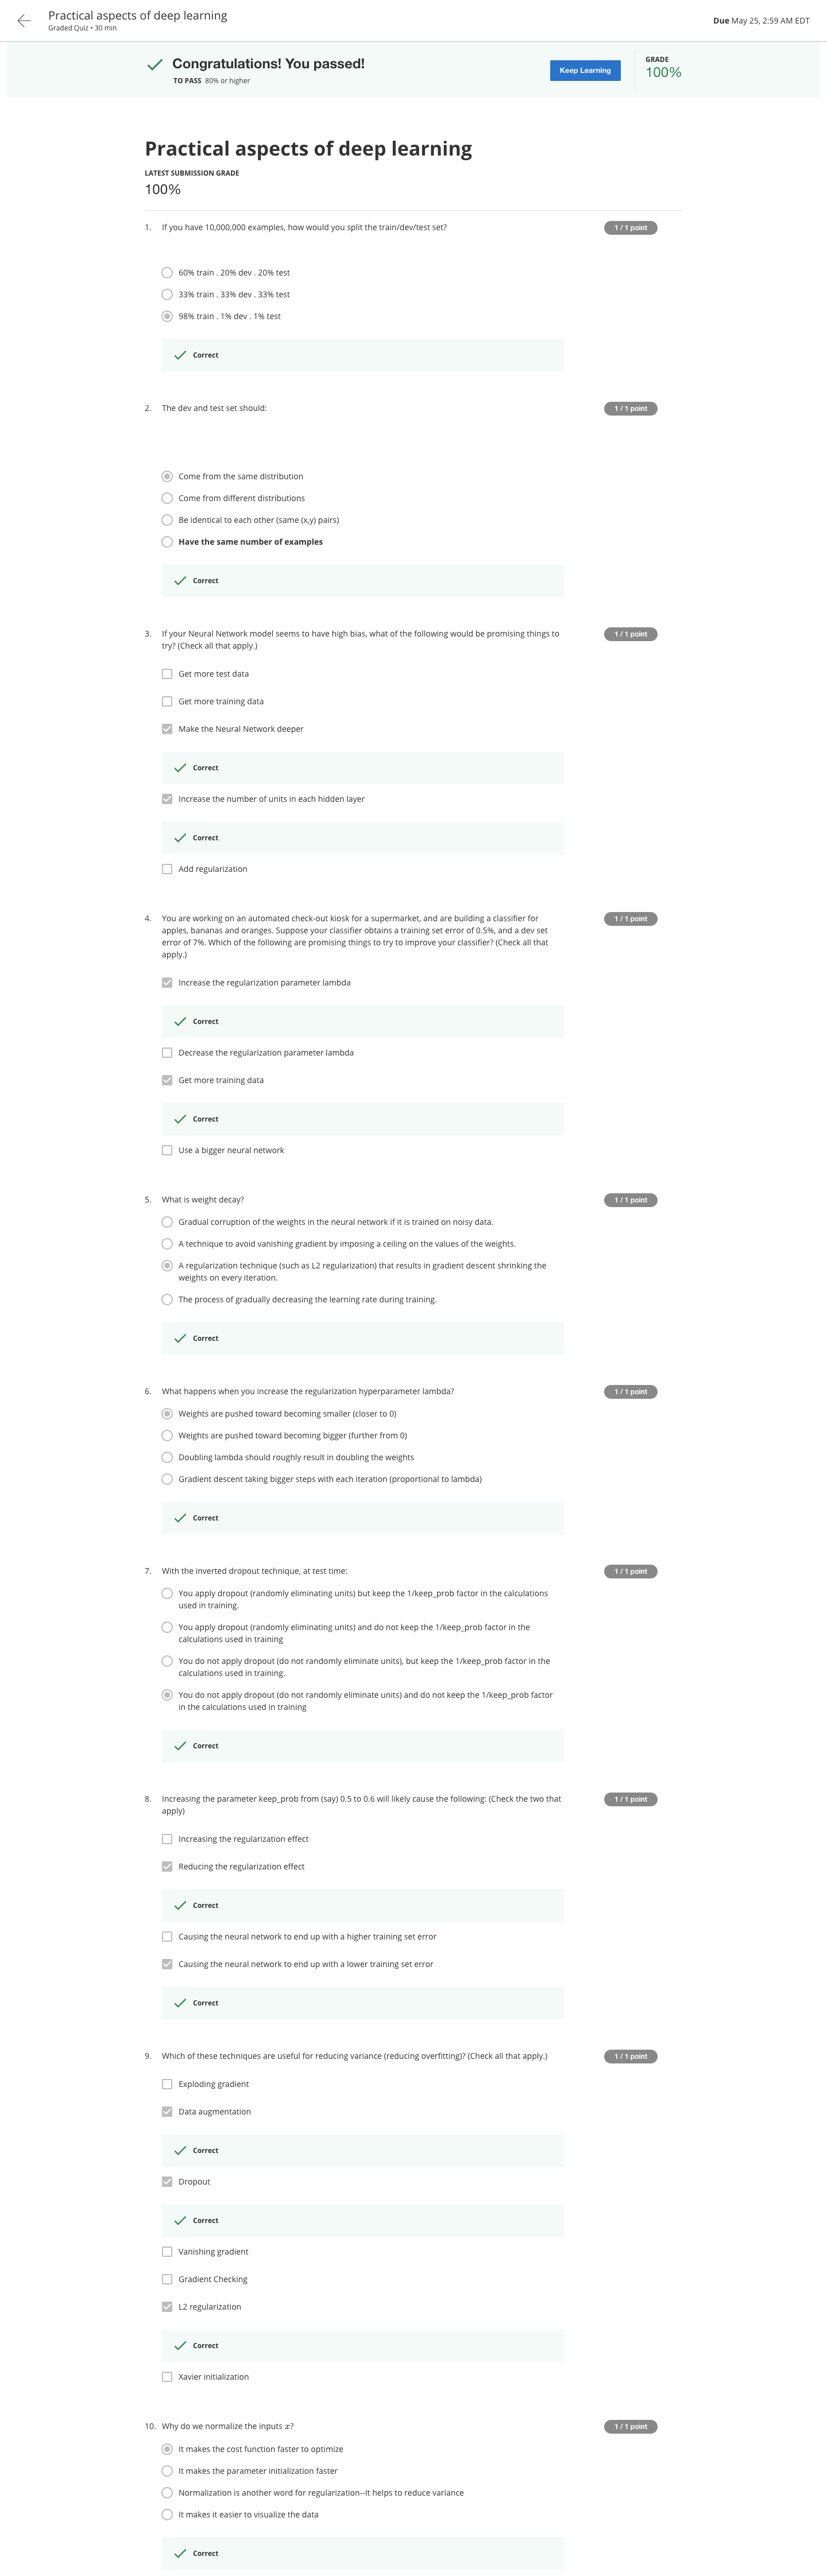 Practical aspects of deep learning
Graded Quiz • 30 min
Due May 25, 2:59 AM EDT
Congratulations! You passed!
TO PASS 80% or higher
Keep Learning
GRADE
100%
Practical aspects of deep learning
LATEST SUBMISSION GRADE
100%
1. If you have 10,000,000 examples, how would you split the train/dev/test set?
1 / 1 point
60% train . 20% dev . 20% test
33% train . 33% dev . 33% test
98% train . 1% dev . 1% test
Correct
2. The dev and test set should:
1 / 1 point
Come from the same distribution
Come from different distributions
Be identical to each other (same (x,y) pairs)
Have the same number of examples
Correct
3. If your Neural Network model seems to have high bias, what of the following would be promising things to
try? (Check all that apply.)
1 / 1 point
Get more test data
Get more training data
Make the Neural Network deeper
Correct
Increase the number of units in each hidden layer
Correct
Add regularization
4. You are working on an automated check-out kiosk for a supermarket, and are building a classifier for
apples, bananas and oranges. Suppose your classifier obtains a training set error of 0.5%, and a dev set
error of 7%. Which of the following are promising things to try to improve your classifier? (Check all that
apply.)
1 / 1 point
Increase the regularization parameter lambda
Correct
Decrease the regularization parameter lambda
Get more training data
Correct
Use a bigger neural network
5. What is weight decay?
1 / 1 point
Gradual corruption of the weights in the neural network if it is trained on noisy data.
A technique to avoid vanishing gradient by imposing a ceiling on the values of the weights.
A regularization technique (such as L2 regularization) that results in gradient descent shrinking the
weights on every iteration.
The process of gradually decreasing the learning rate during training.
Correct
6. What happens when you increase the regularization hyperparameter lambda?
1 / 1 point
Weights are pushed toward becoming smaller (closer to 0)
Weights are pushed toward becoming bigger (further from 0)
Doubling lambda should roughly result in doubling the weights
Gradient descent taking bigger steps with each iteration (proportional to lambda)
Correct
7. With the inverted dropout technique, at test time:
1 / 1 point
You apply dropout (randomly eliminating units) but keep the 1/keep_prob factor in the calculations
used in training.
You apply dropout (randomly eliminating units) and do not keep the 1/keep_prob factor in the
calculations used in training
You do not apply dropout (do not randomly eliminate units), but keep the 1/keep_prob factor in the
calculations used in training.
You do not apply dropout (do not randomly eliminate units) and do not keep the 1/keep_prob factor
in the calculations used in training
Correct
8. Increasing the parameter keep_prob from (say) 0.5 to 0.6 will likely cause the following: (Check the two that
apply)
1 / 1 point
Increasing the regularization effect
Reducing the regularization effect
Correct
Causing the neural network to end up with a higher training set error
Causing the neural network to end up with a lower training set error
Correct
9. Which of these techniques are useful for reducing variance (reducing overfitting)? (Check all that apply.)
1 / 1 point
Exploding gradient
Data augmentation
Correct
Dropout
Correct
Vanishing gradient
Gradient Checking
L2 regularization
Correct
Xavier initialization
10. Why do we normalize the inputs x?
1 / 1 point
It makes the cost function faster to optimize
It makes the parameter initialization faster
Normalization is another word for regularization--It helps to reduce variance
It makes it easier to visualize the data
Correct